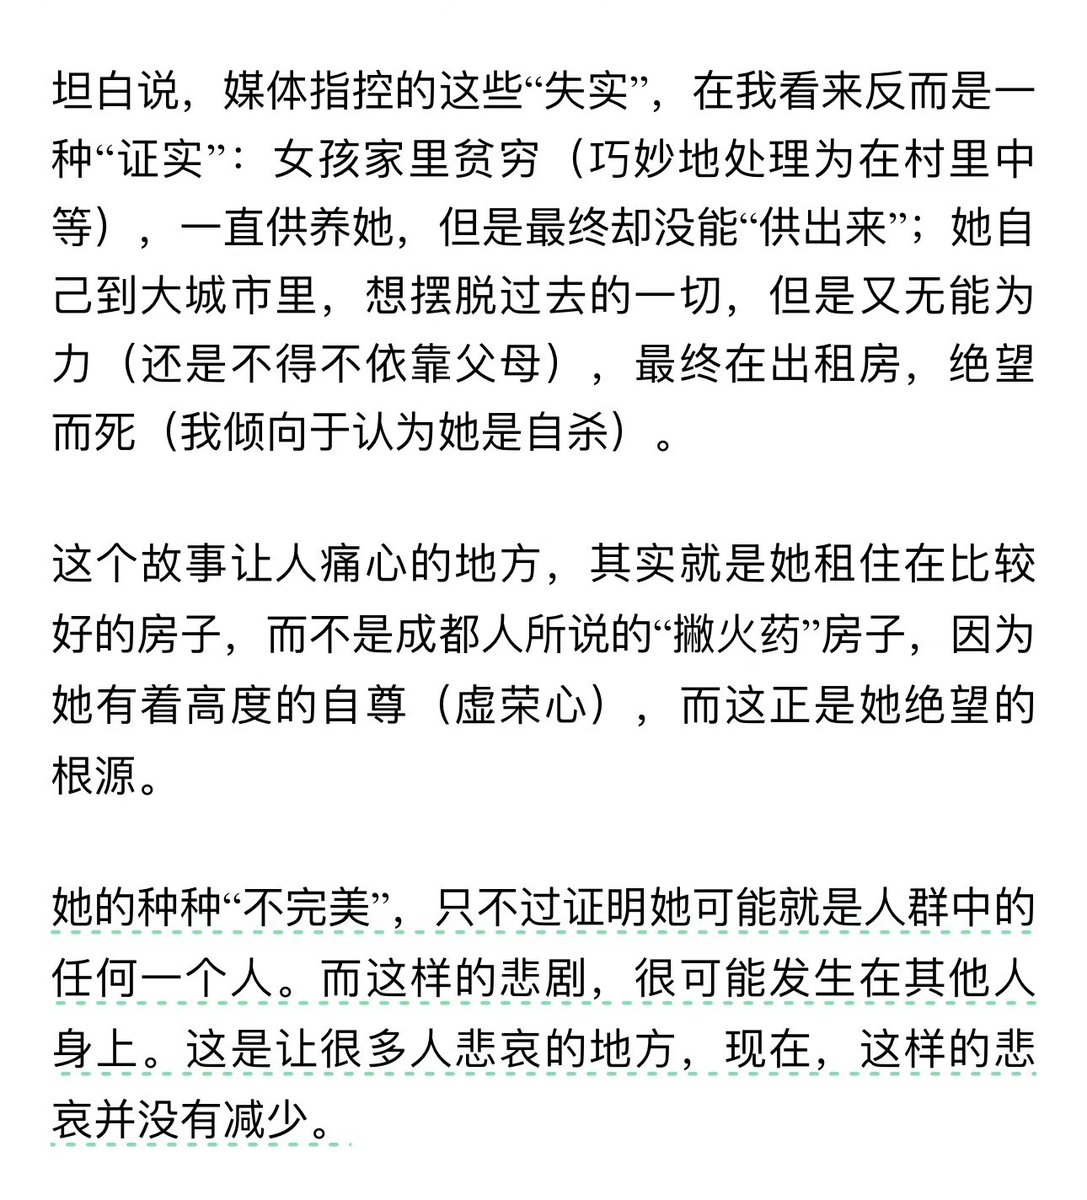 坦白说，媒体指控的这些“失实”，在我看来反而是一
种“证实”：女孩家里贫穷（巧妙地处理为在村里中
等），一直供养她，但是最终却没能“供出来”；她自
己到大城市里，想摆脱过去的一切，但是又无能为
力（还是不得不依靠父母），最终在出租房，绝望
而死（我倾向于认为她是自杀）。
这个故事让人痛心的地方，其实就是她租住在比较
好的房子，而不是成都人所说的“撇火药”房子，因为
她有着高度的自尊（虚荣心），而这正是她绝望的
根源。
她的种种“不完美”，只不过证明她可能就是人群中的
任何一个人。而这样的悲剧，很可能发生在其他人
身上。这是让很多人悲哀的地方，现在，这样的悲
哀并没有减少。